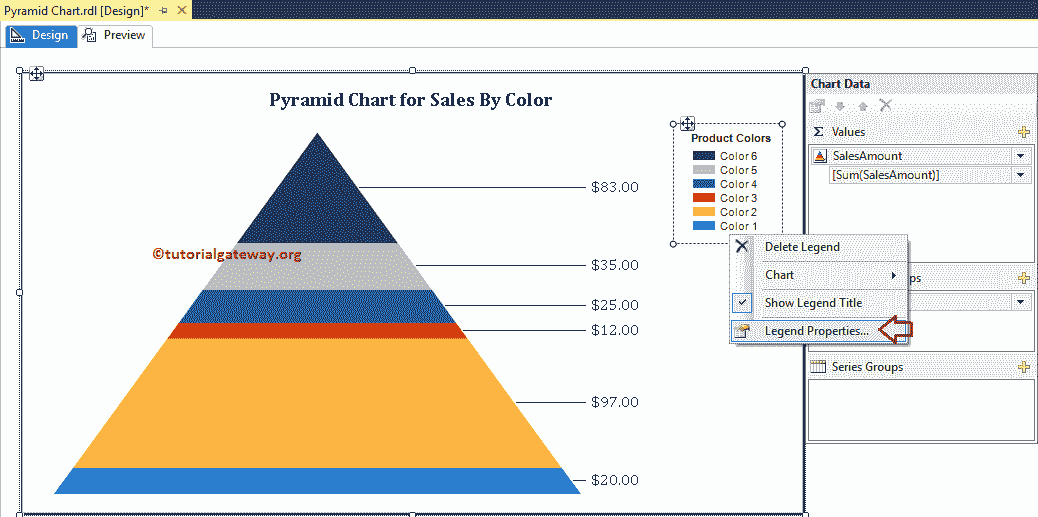 Pyramid Chart.rdl [Design]*
Design
Preview
Pyramid Chart for Sales By Color
$83.00
$35.00
$25.00
$12.00
$97.00
$20.00
©tutorialgateway.org
Product Colors
Color 6
Color 5
Color 4
Color 3
Color 2
Color 1
Delete Legend
Chart
Show Legend Title
Legend Properties...
Chart Data
Σ Values
SalesAmount
[Sum(SalesAmount)]
Series Groups